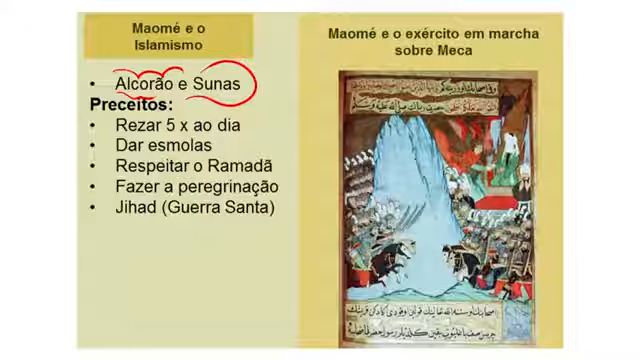 Maomé e o
Islamismo
• Alcorão e Sunas
Preceitos:
• Rezar 5 x ao dia
• Dar esmolas
• Respeitar o Ramadã
• Fazer a peregrinação
• Jihad (Guerra Santa)
Maomé e o exército em marcha
sobre Meca